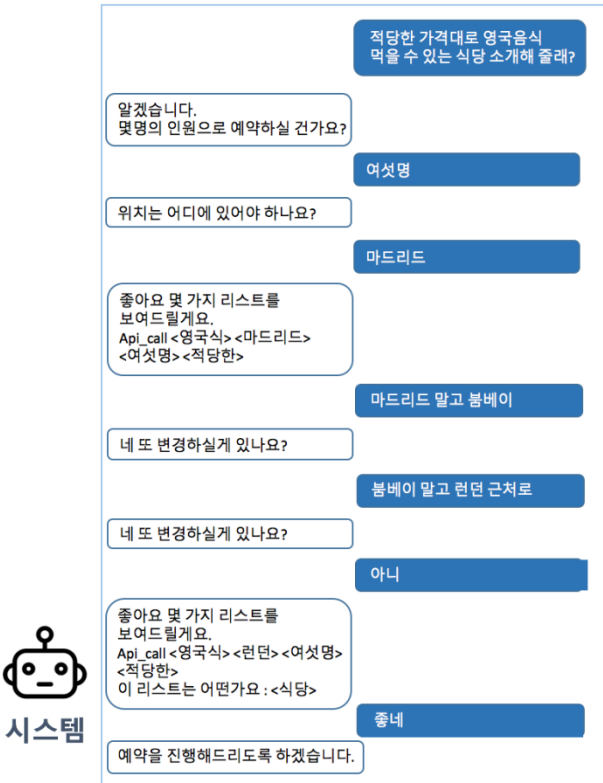 적당한 가격대로 영국음식
먹을 수 있는 식당 소개해 줄래?
알겠습니다.
몇명의 인원으로 예약하실 건가요?
여섯명
위치는 어디에 있어야 하나요?
마드리드
좋아요 몇 가지 리스트를
보여드릴게요.
Api_call <영국식> <마드리드>
<여섯명> <적당한>
마드리드 말고 붐베이
네 또 변경하실게 있나요?
붐베이 말고 런던 근처로
네 또 변경하실게 있나요?
아니
좋아요 몇 가지 리스트를
보여드릴게요.
Api_call <영국식> <런던> <여섯명>
<적당한>
이 리스트는 어떤가요 : <식당>
좋네
예약을 진행해드리도록 하겠습니다.
시스템